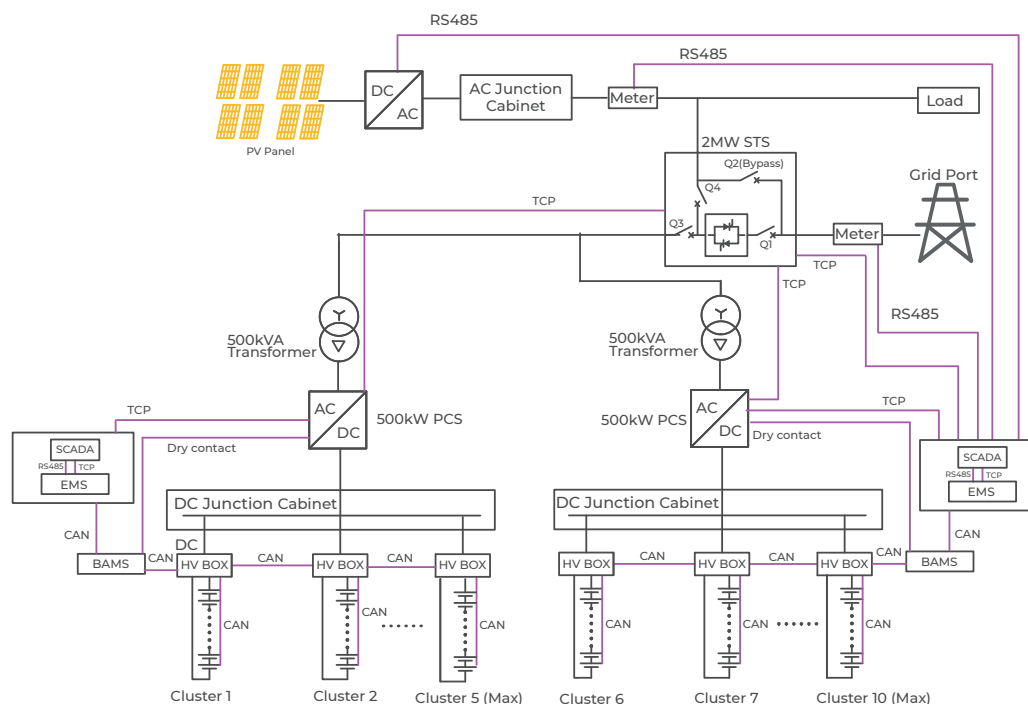 RS485
RS485
DC
AC
AC Junction
Cabinet
Meter
Load
PV Panel
2MW STS
Q2(Bypass)
Q4
Grid Port
TCP
Q3
Q1
Meter
TCP
TCP
RS485
500kVA
Transformer
500kVA
Transformer
AC
DC
500kW PCS
AC
DC
500kW PCS
TCP
TCP
Dry contact
Dry contact
SCADA
RS485
TCP
EMS
SCADA
RS485
TCP
EMS
DC Junction Cabinet
DC Junction Cabinet
CAN
CAN
DC
BAMS
CAN
HV BOX
CAN
HV BOX
CAN
HV BOX
HV BOX
CAN
HV BOX
CAN
HV BOX
CAN
BAMS
CAN
CAN
CAN
CAN
CAN
CAN
Cluster 1
Cluster 2
Cluster 5 (Max)
Cluster 6
Cluster 7
Cluster 10 (Max)